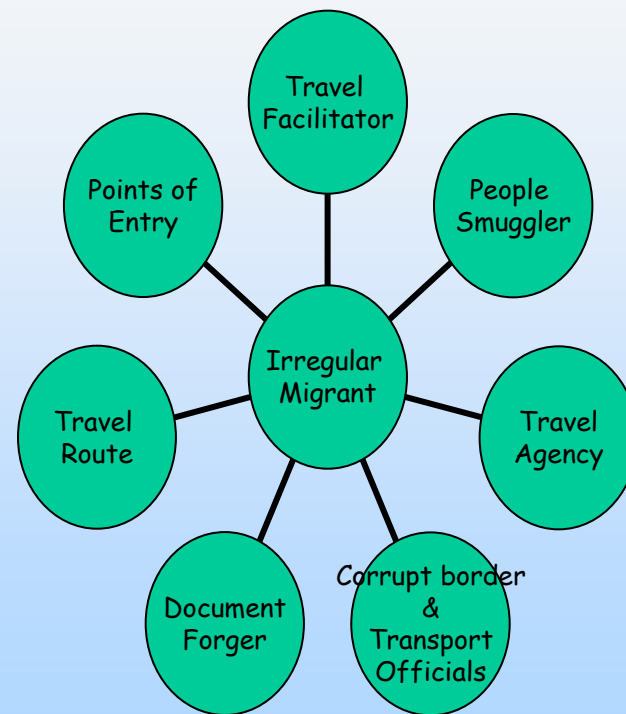 Travel
Facilitator
Points of
Entry
People
Smuggler
Irregular
Migrant
Travel
Route
Travel
Agency
Document
Forger
Corrupt border
&
Transport
Officials